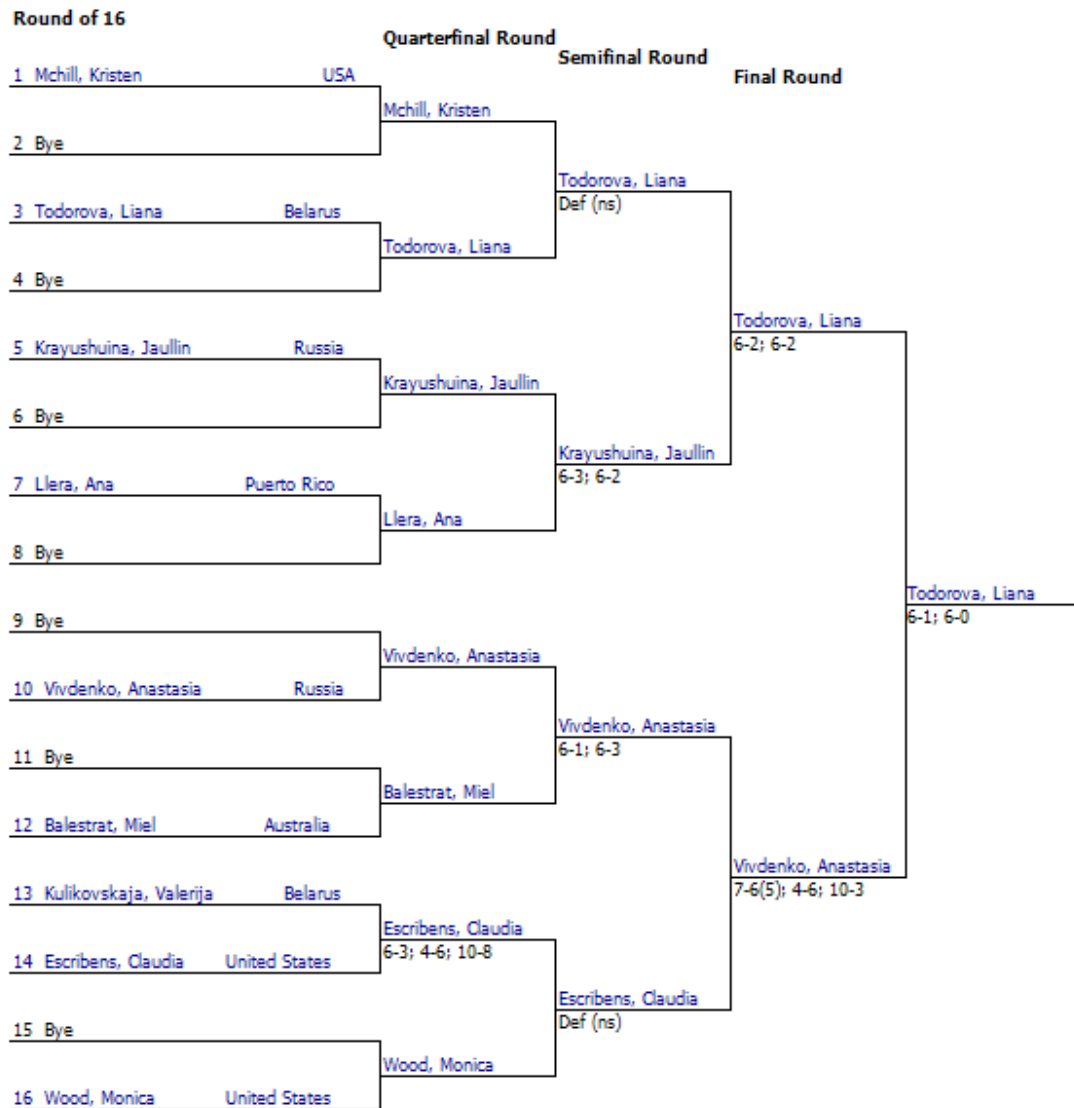 Round of 16
Quarterfinal Round
Semifinal Round
Final Round
1 Mchill, Kristen USA
Mchill, Kristen
2 Bye
Todorova, Liana
Def (ns)
3 Todorova, Liana Belarus
Todorova, Liana
4 Bye
Todorova, Liana
6-2; 6-2
5 Krayushuina, Jaullin Russia
Krayushuina, Jaullin
6 Bye
Krayushuina, Jaullin
6-3; 6-2
7 Llera, Ana Puerto Rico
Llera, Ana
8 Bye
Todorova, Liana
6-1; 6-0
9 Bye
Vivdenko, Anastasia
10 Vivdenko, Anastasia Russia
Vivdenko, Anastasia
6-1; 6-3
11 Bye
Balestrat, Miel
12 Balestrat, Miel Australia
Vivdenko, Anastasia
7-6(5); 4-6; 10-3
13 Kulikovskaja, Valerija Belarus
Escribens, Claudia
6-3; 4-6; 10-8
14 Escribens, Claudia United States
Escribens, Claudia
Def (ns)
15 Bye
Wood, Monica
16 Wood, Monica United States